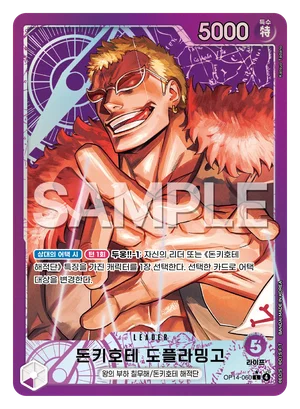 5000
특수
特
SAMPLE
상대의 어택 시 턴 1회 두웅!!-1: 자신의 리더 또는 《돈키호테
해적단》 특징을 가진 캐릭터를 1장 선택한다. 선택한 카드로 어택
대상을 변경한다.
LEADER
돈키호테 도플라밍고
왕의 부하 칠무해/돈키호테 해적단
5
라이프
OP14-060 L